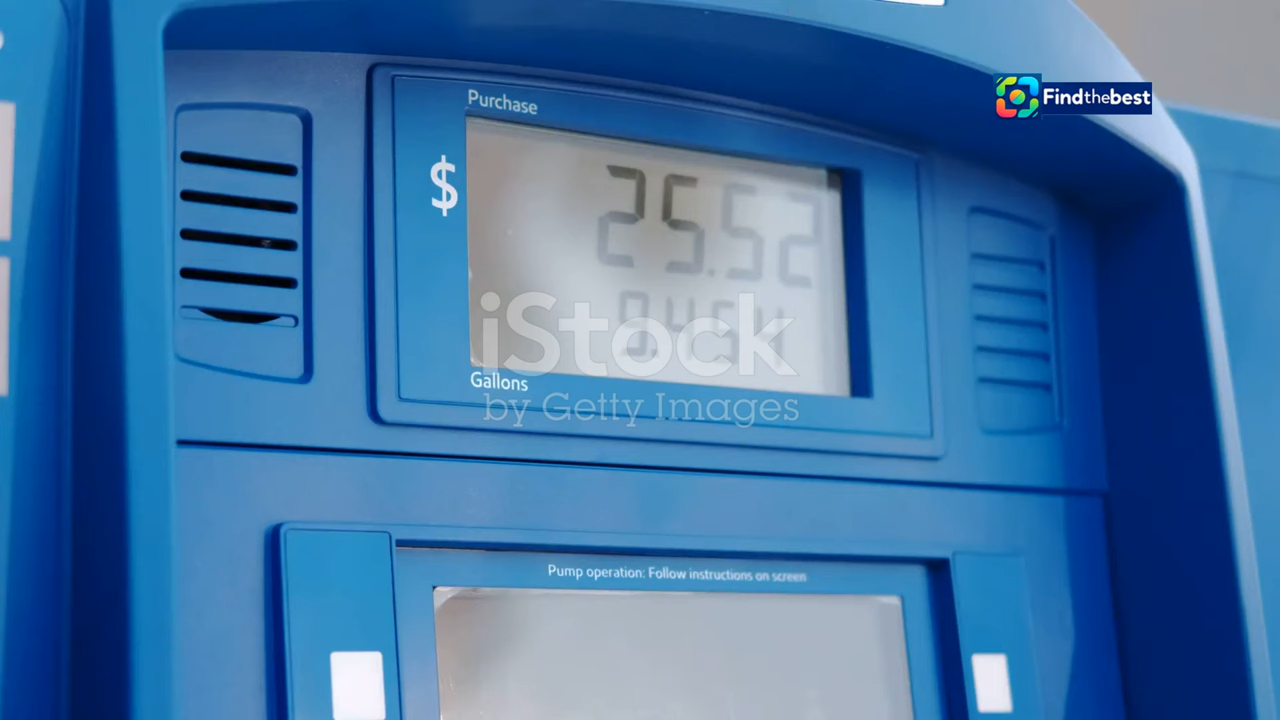 Findthebest
Purchase
$
25.52
iStock
Gallons
by Getty Images
Pump operation: Follow instructions on screen